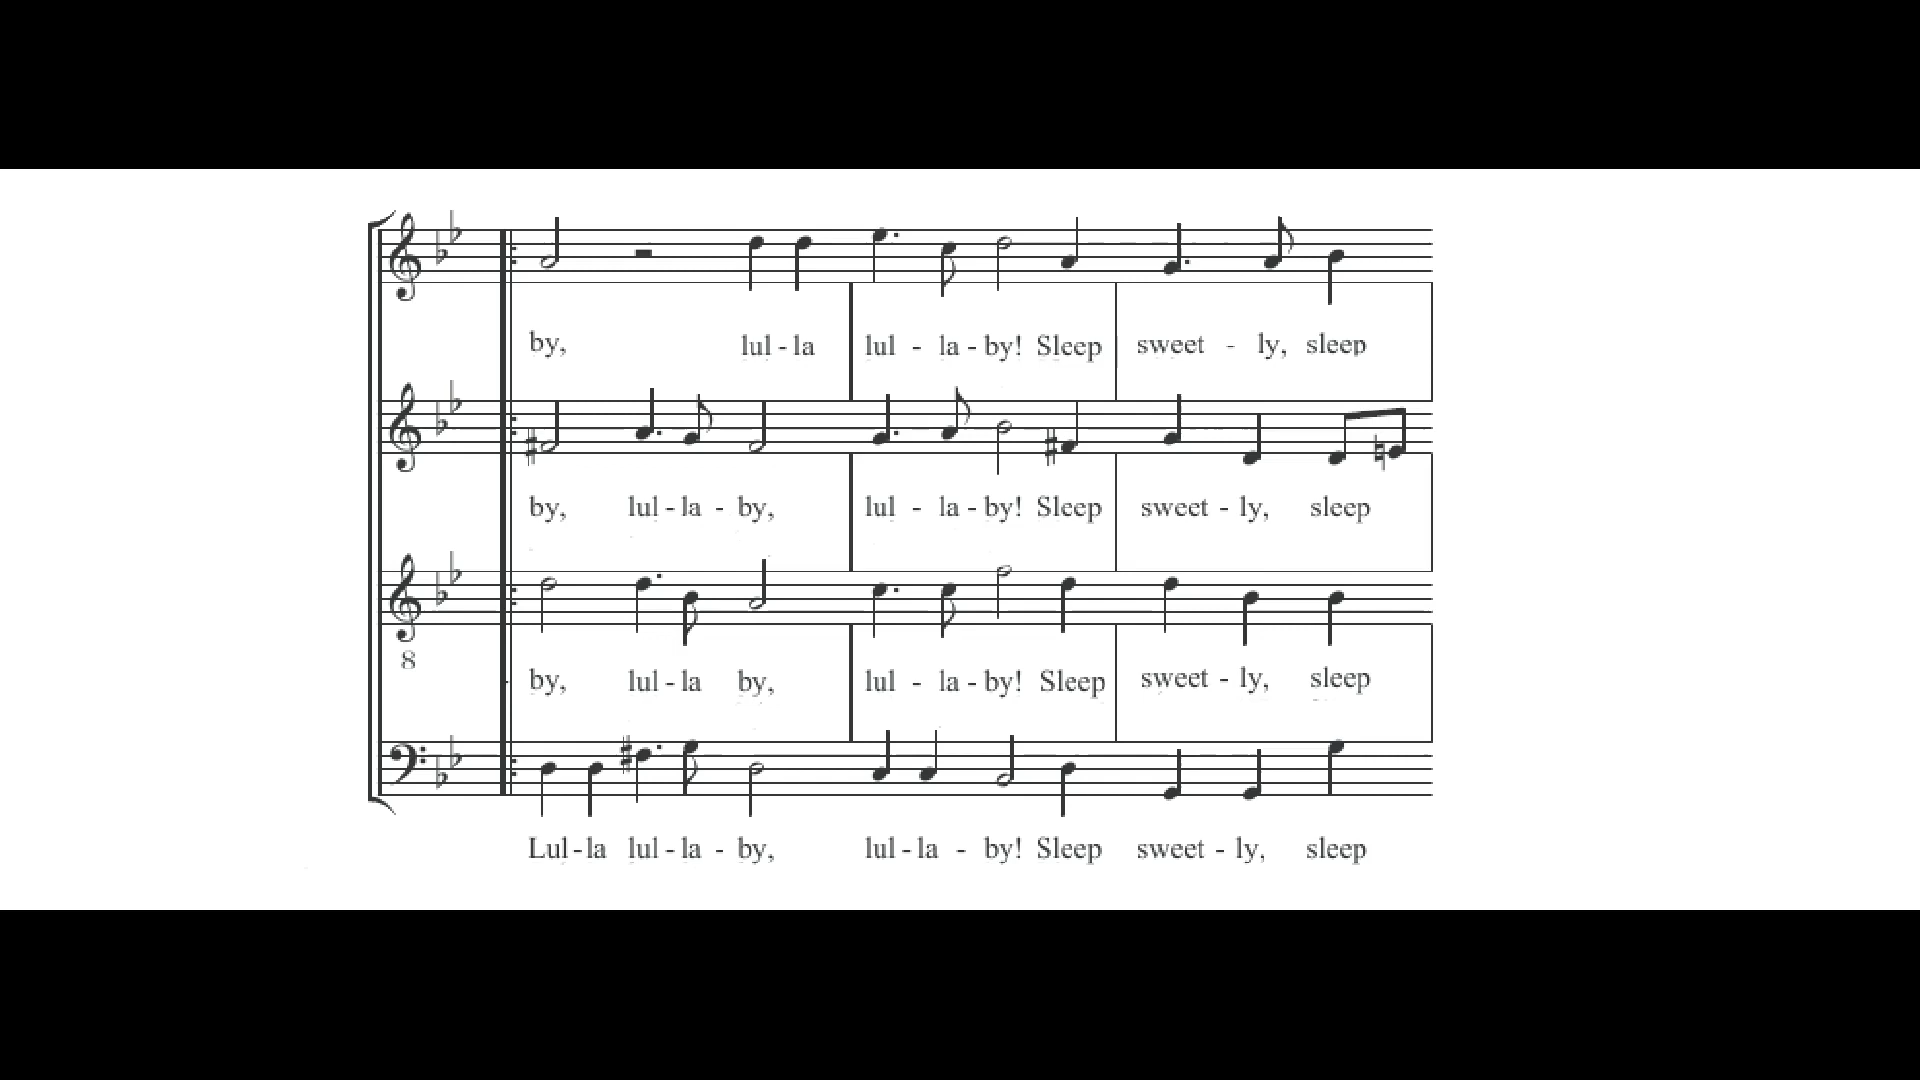 by, lul - la lul - la - by! Sleep sweet - ly, sleep
by, lul - la - by, lul - la - by! Sleep sweet - ly, sleep
8
by, lul - la by, lul - la - by! Sleep sweet - ly, sleep
Lul - la lul - la - by, lul - la - by! Sleep sweet - ly, sleep